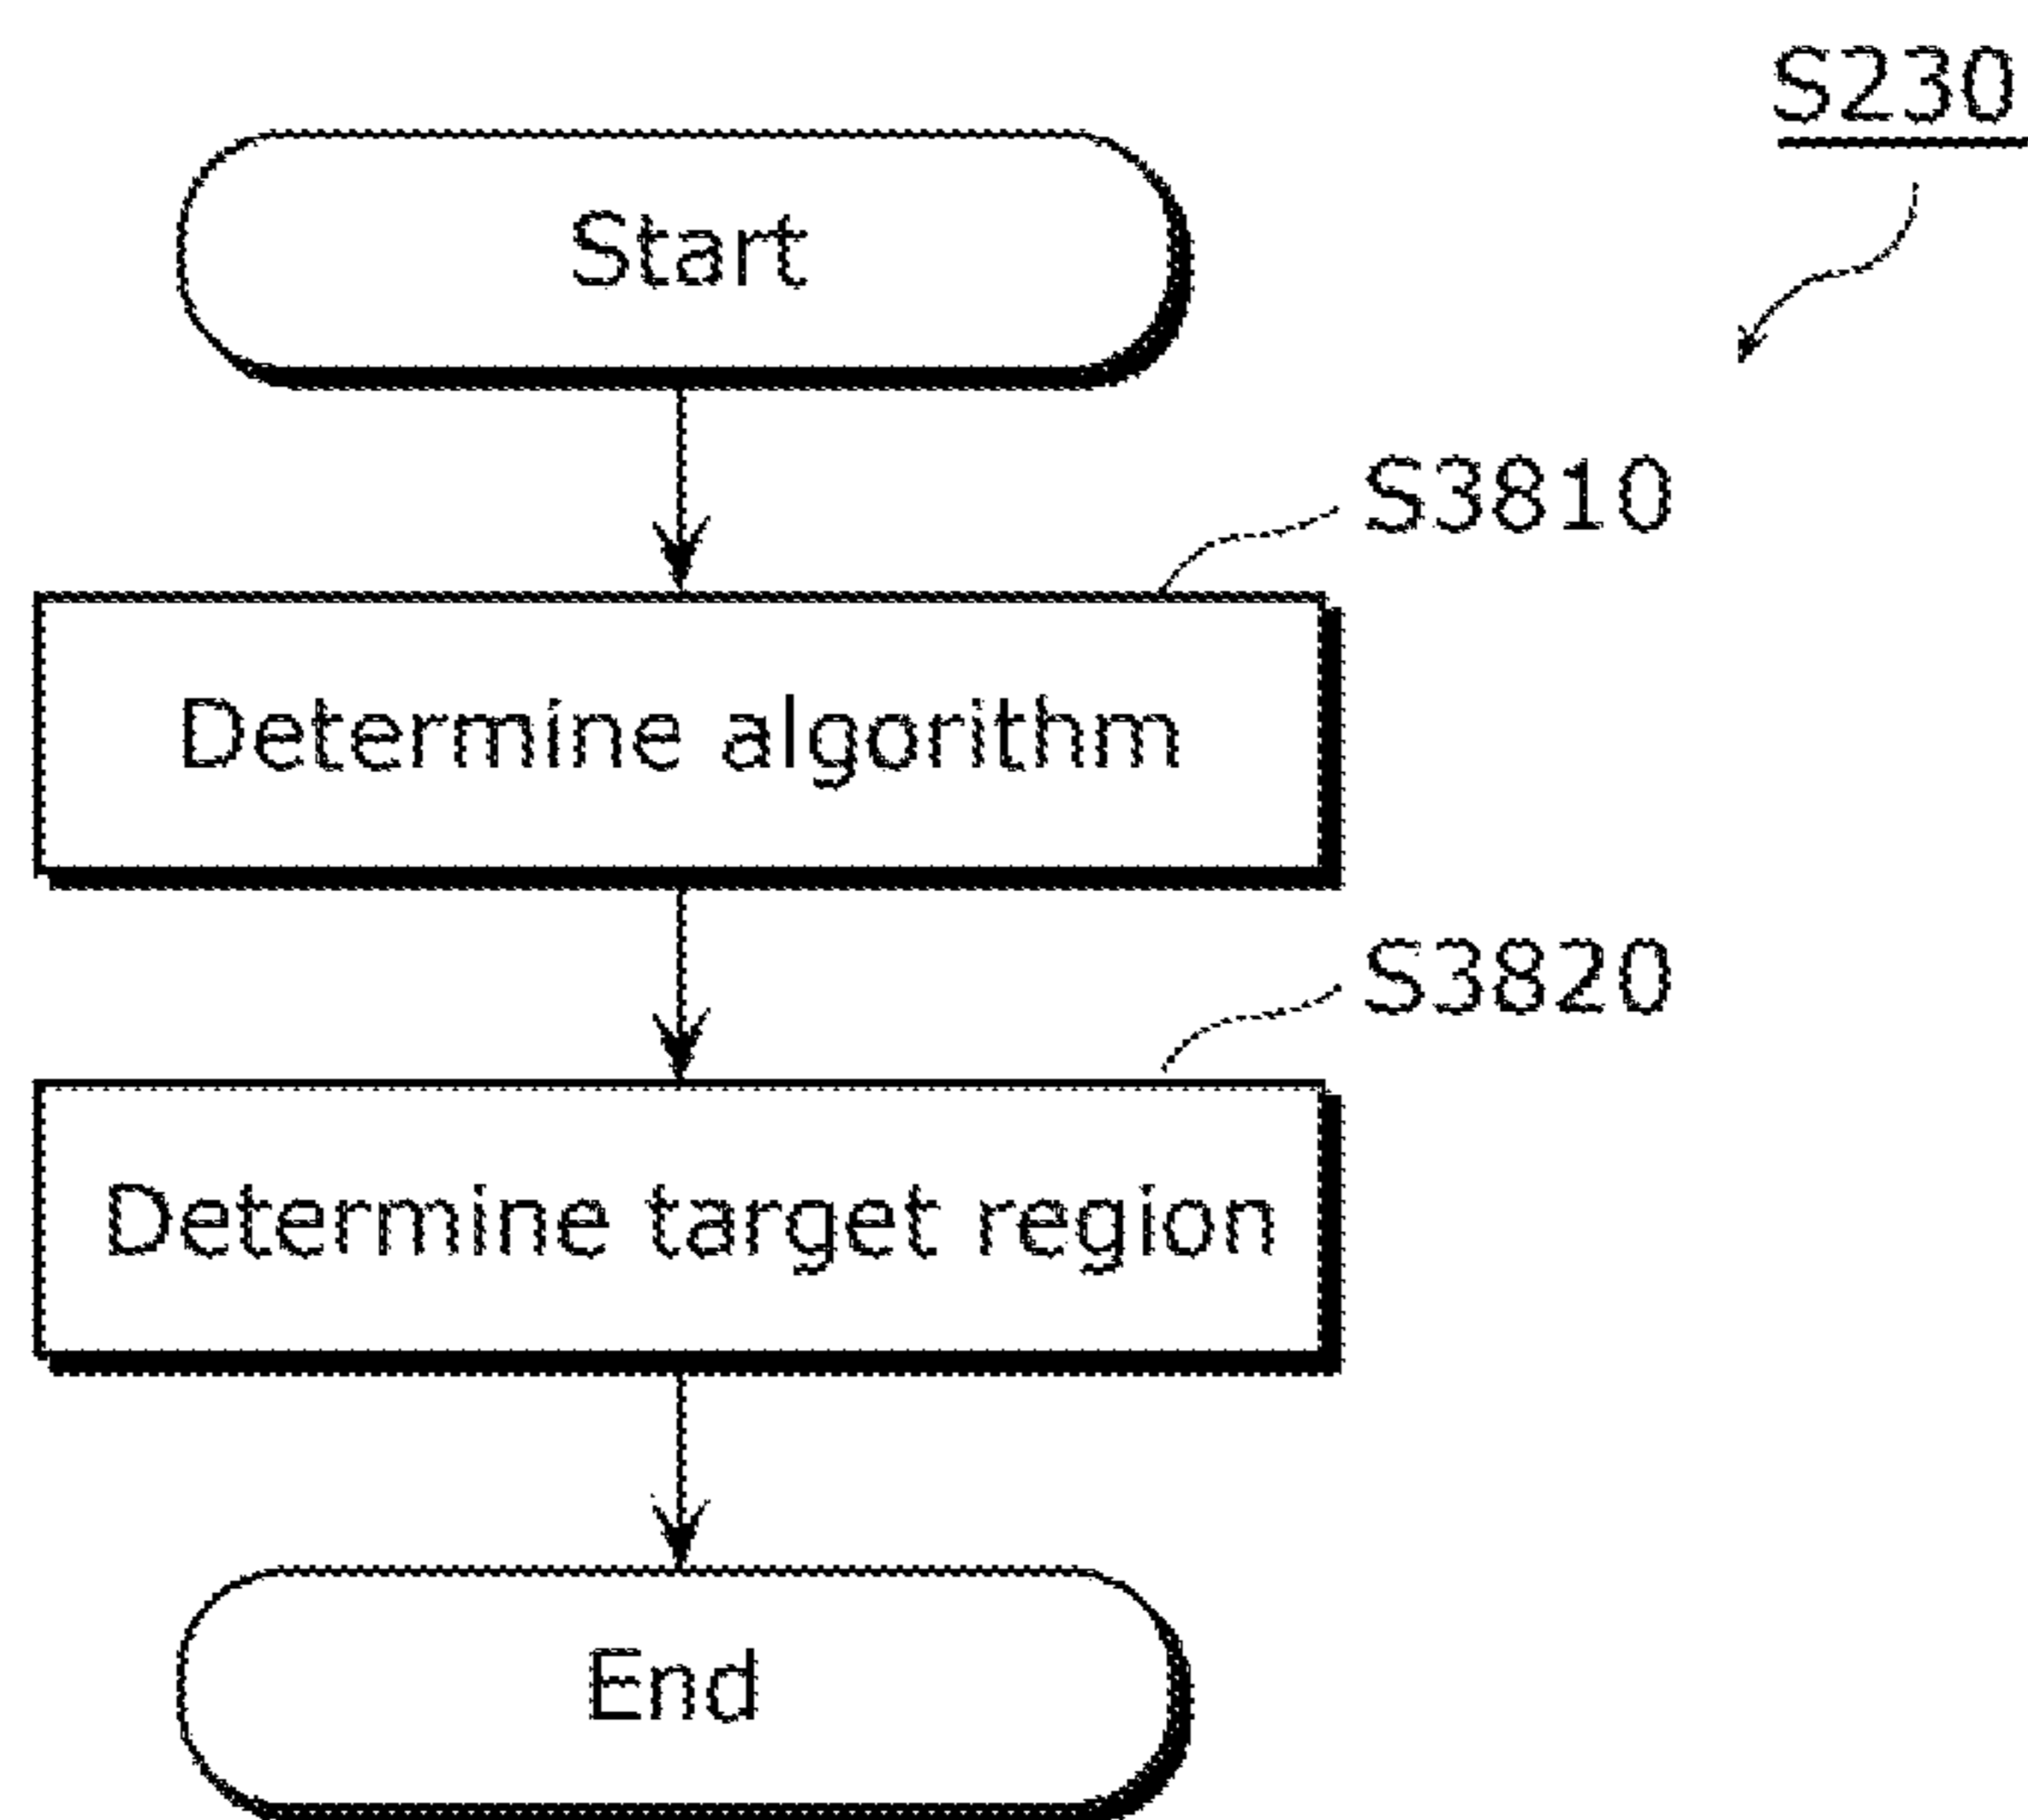 S230
Start
S3810
Determine algorithm
S3820
Determine target region
End